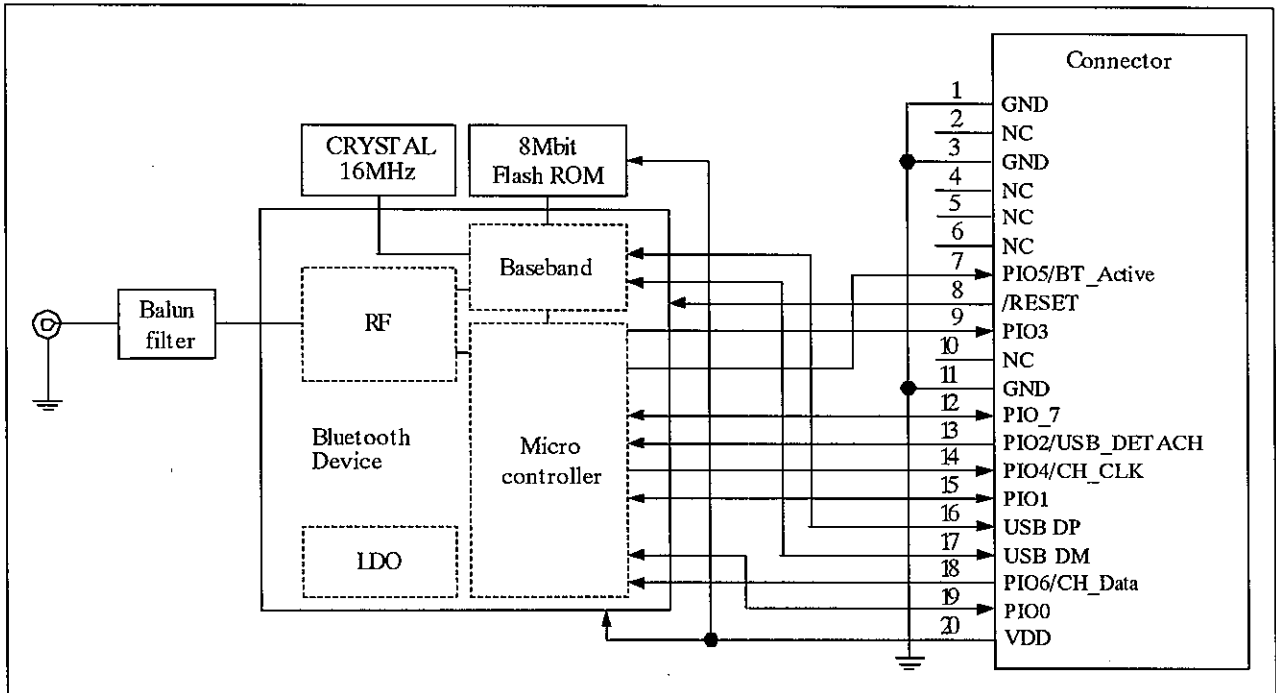 Connector
1 GND
2 NC
3 GND
4 NC
5 NC
6 NC
7 PIO5/BT_Active
8 /RESET
9 PIO3
10 NC
11 GND
12 PIO_7
13 PIO2/USB_DETACH
14 PIO4/CH_CLK
15 PIO1
16 USB DP
17 USB DM
18 PIO6/CH_Data
19 PIO0
20 VDD
CRYSTAL
16MHz
8Mbit
Flash ROM
Baseband
RF
Balun
filter
Bluetooth
Device
Micro
controller
LDO